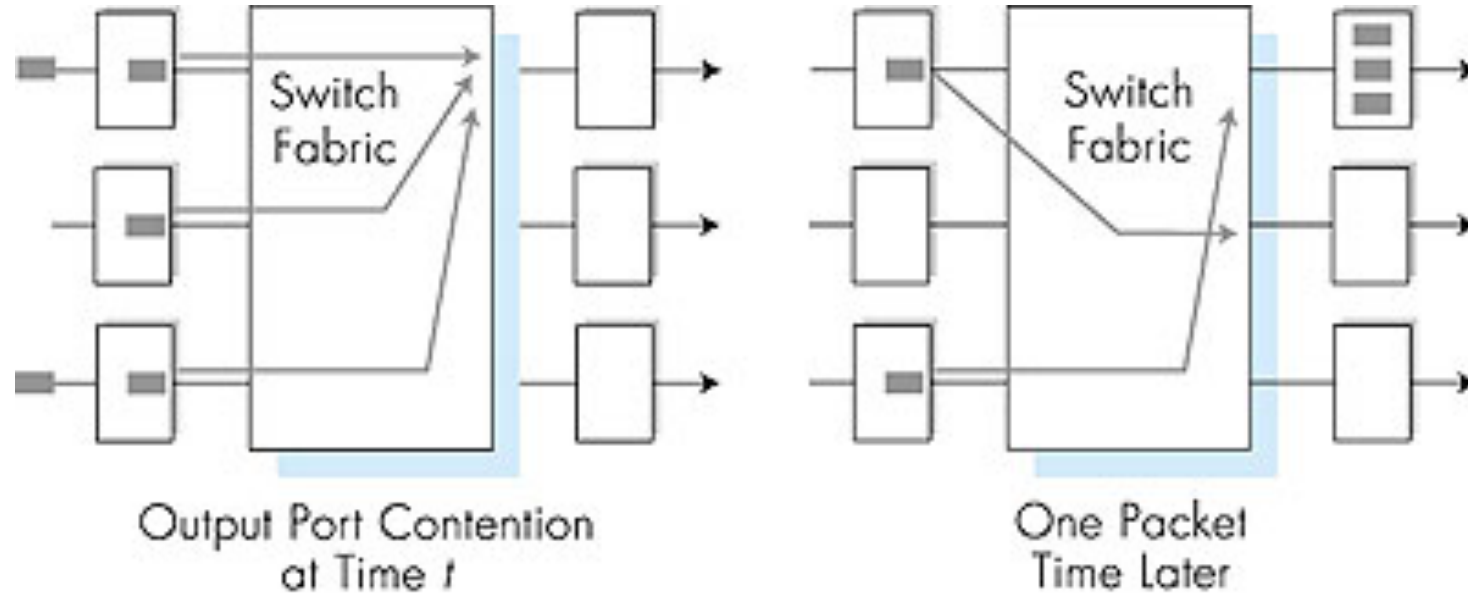 Switch
Fabric
Output Port Contention
at Time t
Switch
Fabric
One Packet
Time Later